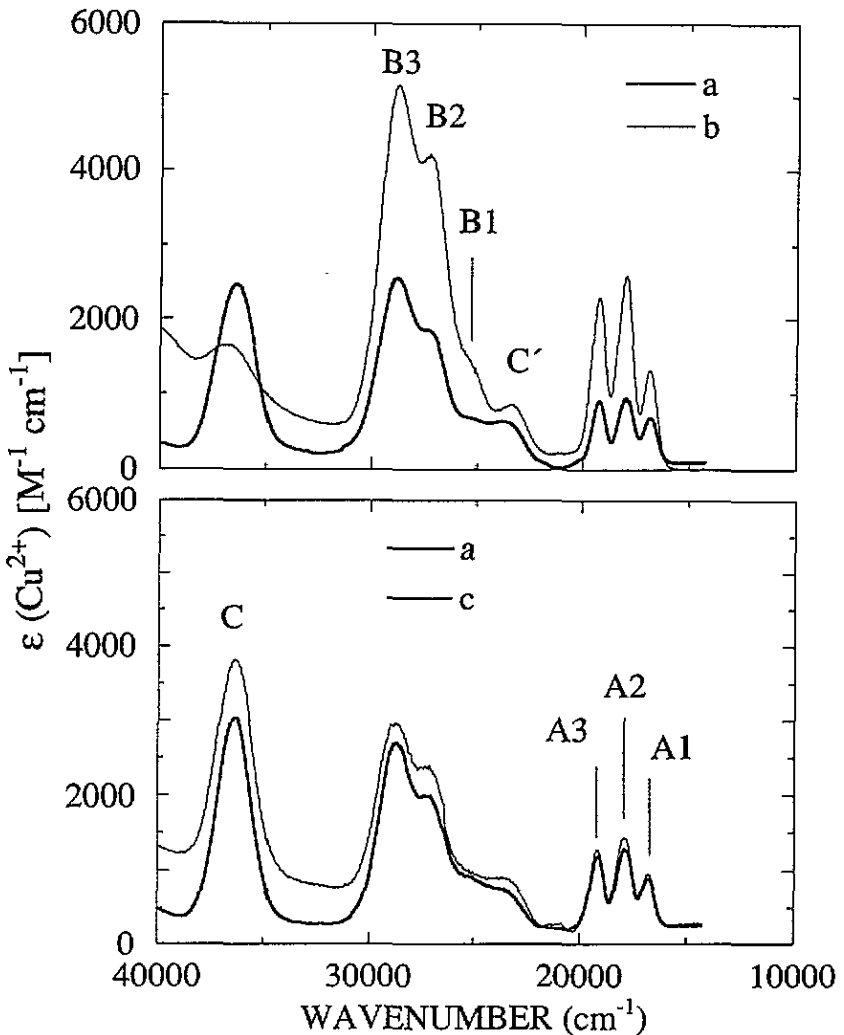 6000
B3
a
B2
b
4000
B1
2000
C´
0
6000
a
c
C
4000
A2
A3
A1
2000
0
40000 30000 20000 10000
WAVENUMBER (cm-1)
ε (Cu2+) [M-1 cm-1]